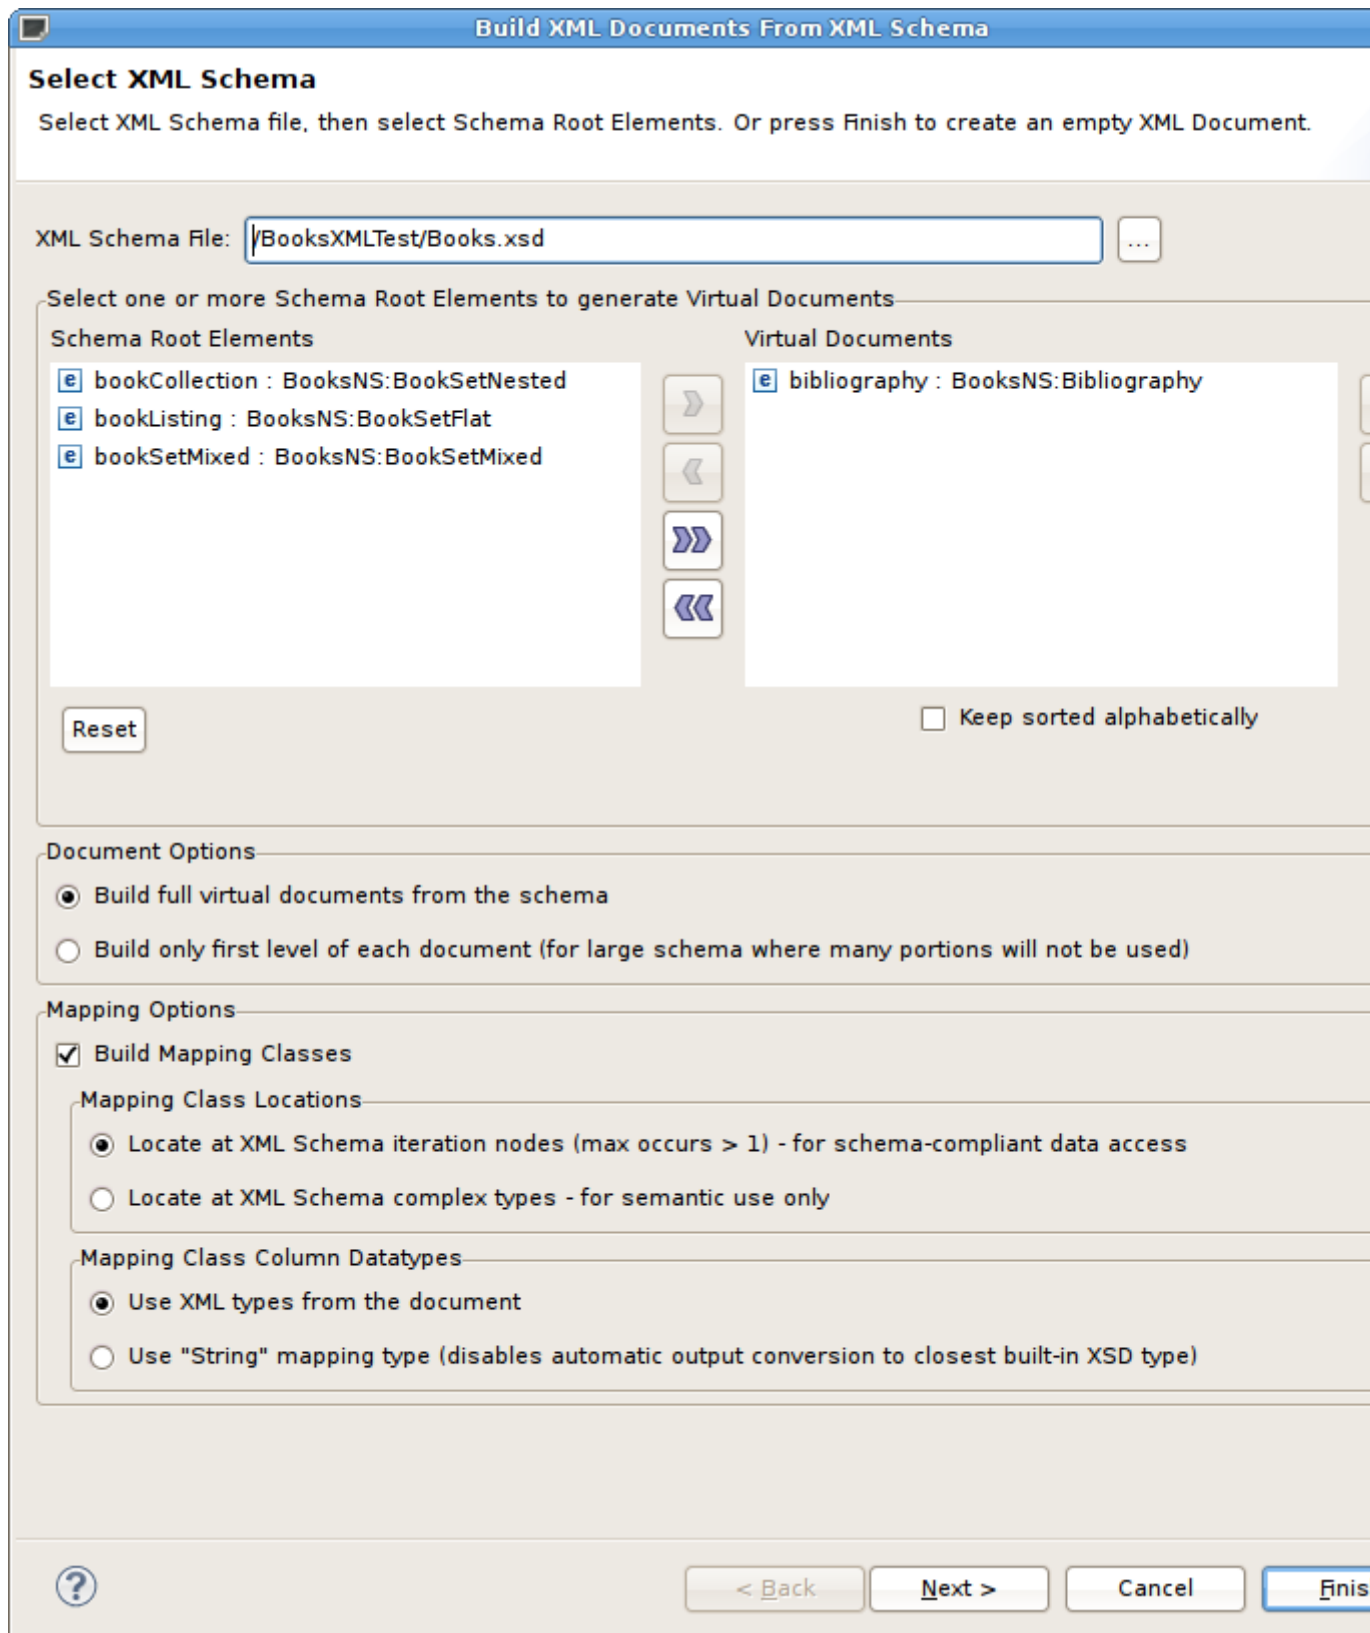 Build XML Documents From XML Schema
Select XML Schema
Select XML Schema file, then select Schema Root Elements. Or press Finish to create an empty XML Document.
XML Schema File: /BooksXMLTest/Books.xsd ...
Select one or more Schema Root Elements to generate Virtual Documents
Schema Root Elements Virtual Documents
e bookCollection : BooksNS:BookSetNested e bibliography : BooksNS:Bibliography
e bookListing : BooksNS:BookSetFlat
e bookSetMixed : BooksNS:BookSetMixed
Reset Keep sorted alphabetically
Document Options
Build full virtual documents from the schema
Build only first level of each document (for large schema where many portions will not be used)
Mapping Options
Build Mapping Classes
Mapping Class Locations
Locate at XML Schema iteration nodes (max occurs > 1) - for schema-compliant data access
Locate at XML Schema complex types - for semantic use only
Mapping Class Column Datatypes
Use XML types from the document
Use "String" mapping type (disables automatic output conversion to closest built-in XSD type)
? < Back Next > Cancel Finis